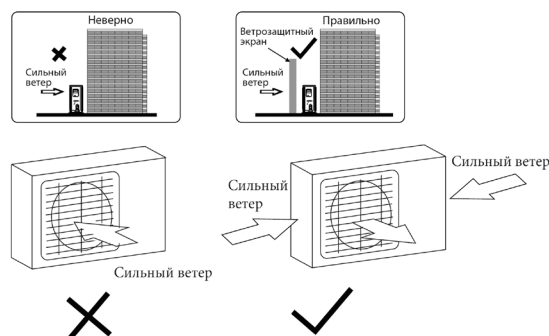 Неверно
Сильный
ветер
Правильно
Ветрозащитный
экран
Сильный
ветер
Сильный ветер
Сильный
ветер
Сильный ветер